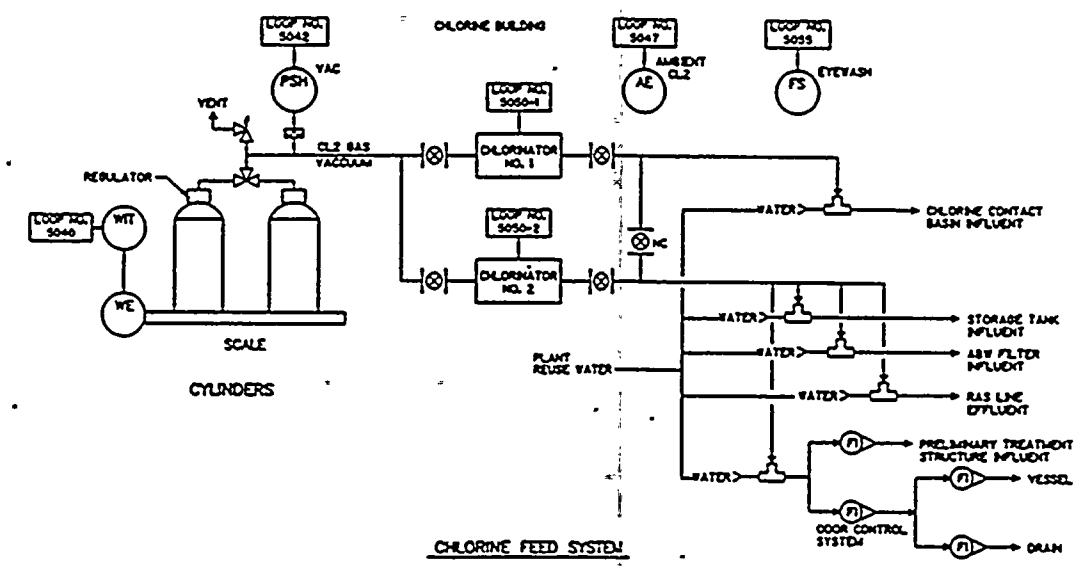 LOOP NO.
5042
CHLORINE BUILDING
LOOP NO.
5047
LOOP NO.
5055
PSH
VAC
AE
AMBIENT
CL2
FS
EYEWASH
VENT
LOOP NO.
5050-1
CL2 GAS
VACUUM
CHLORINATOR
NO. 1
REGULATOR
LOOP NO.
5040
WIT
WATER
CHLORINE CONTACT
BASIN INFLUENT
LOOP NO.
5050-2
NC
CHLORINATOR
NO. 2
WE
SCALE
CYLINDERS
WATER
STORAGE TANK
INFLUENT
PLANT
REUSE WATER
WATER
ABW FILTER
INFLUENT
WATER
RAS LINE
EFFLUENT
FI
PRELIMINARY TREATMENT
STRUCTURE INFLUENT
WATER
FI
VESSEL
FI
ODOR CONTROL
SYSTEM
FI
DRAIN
CHLORINE FEED SYSTEM